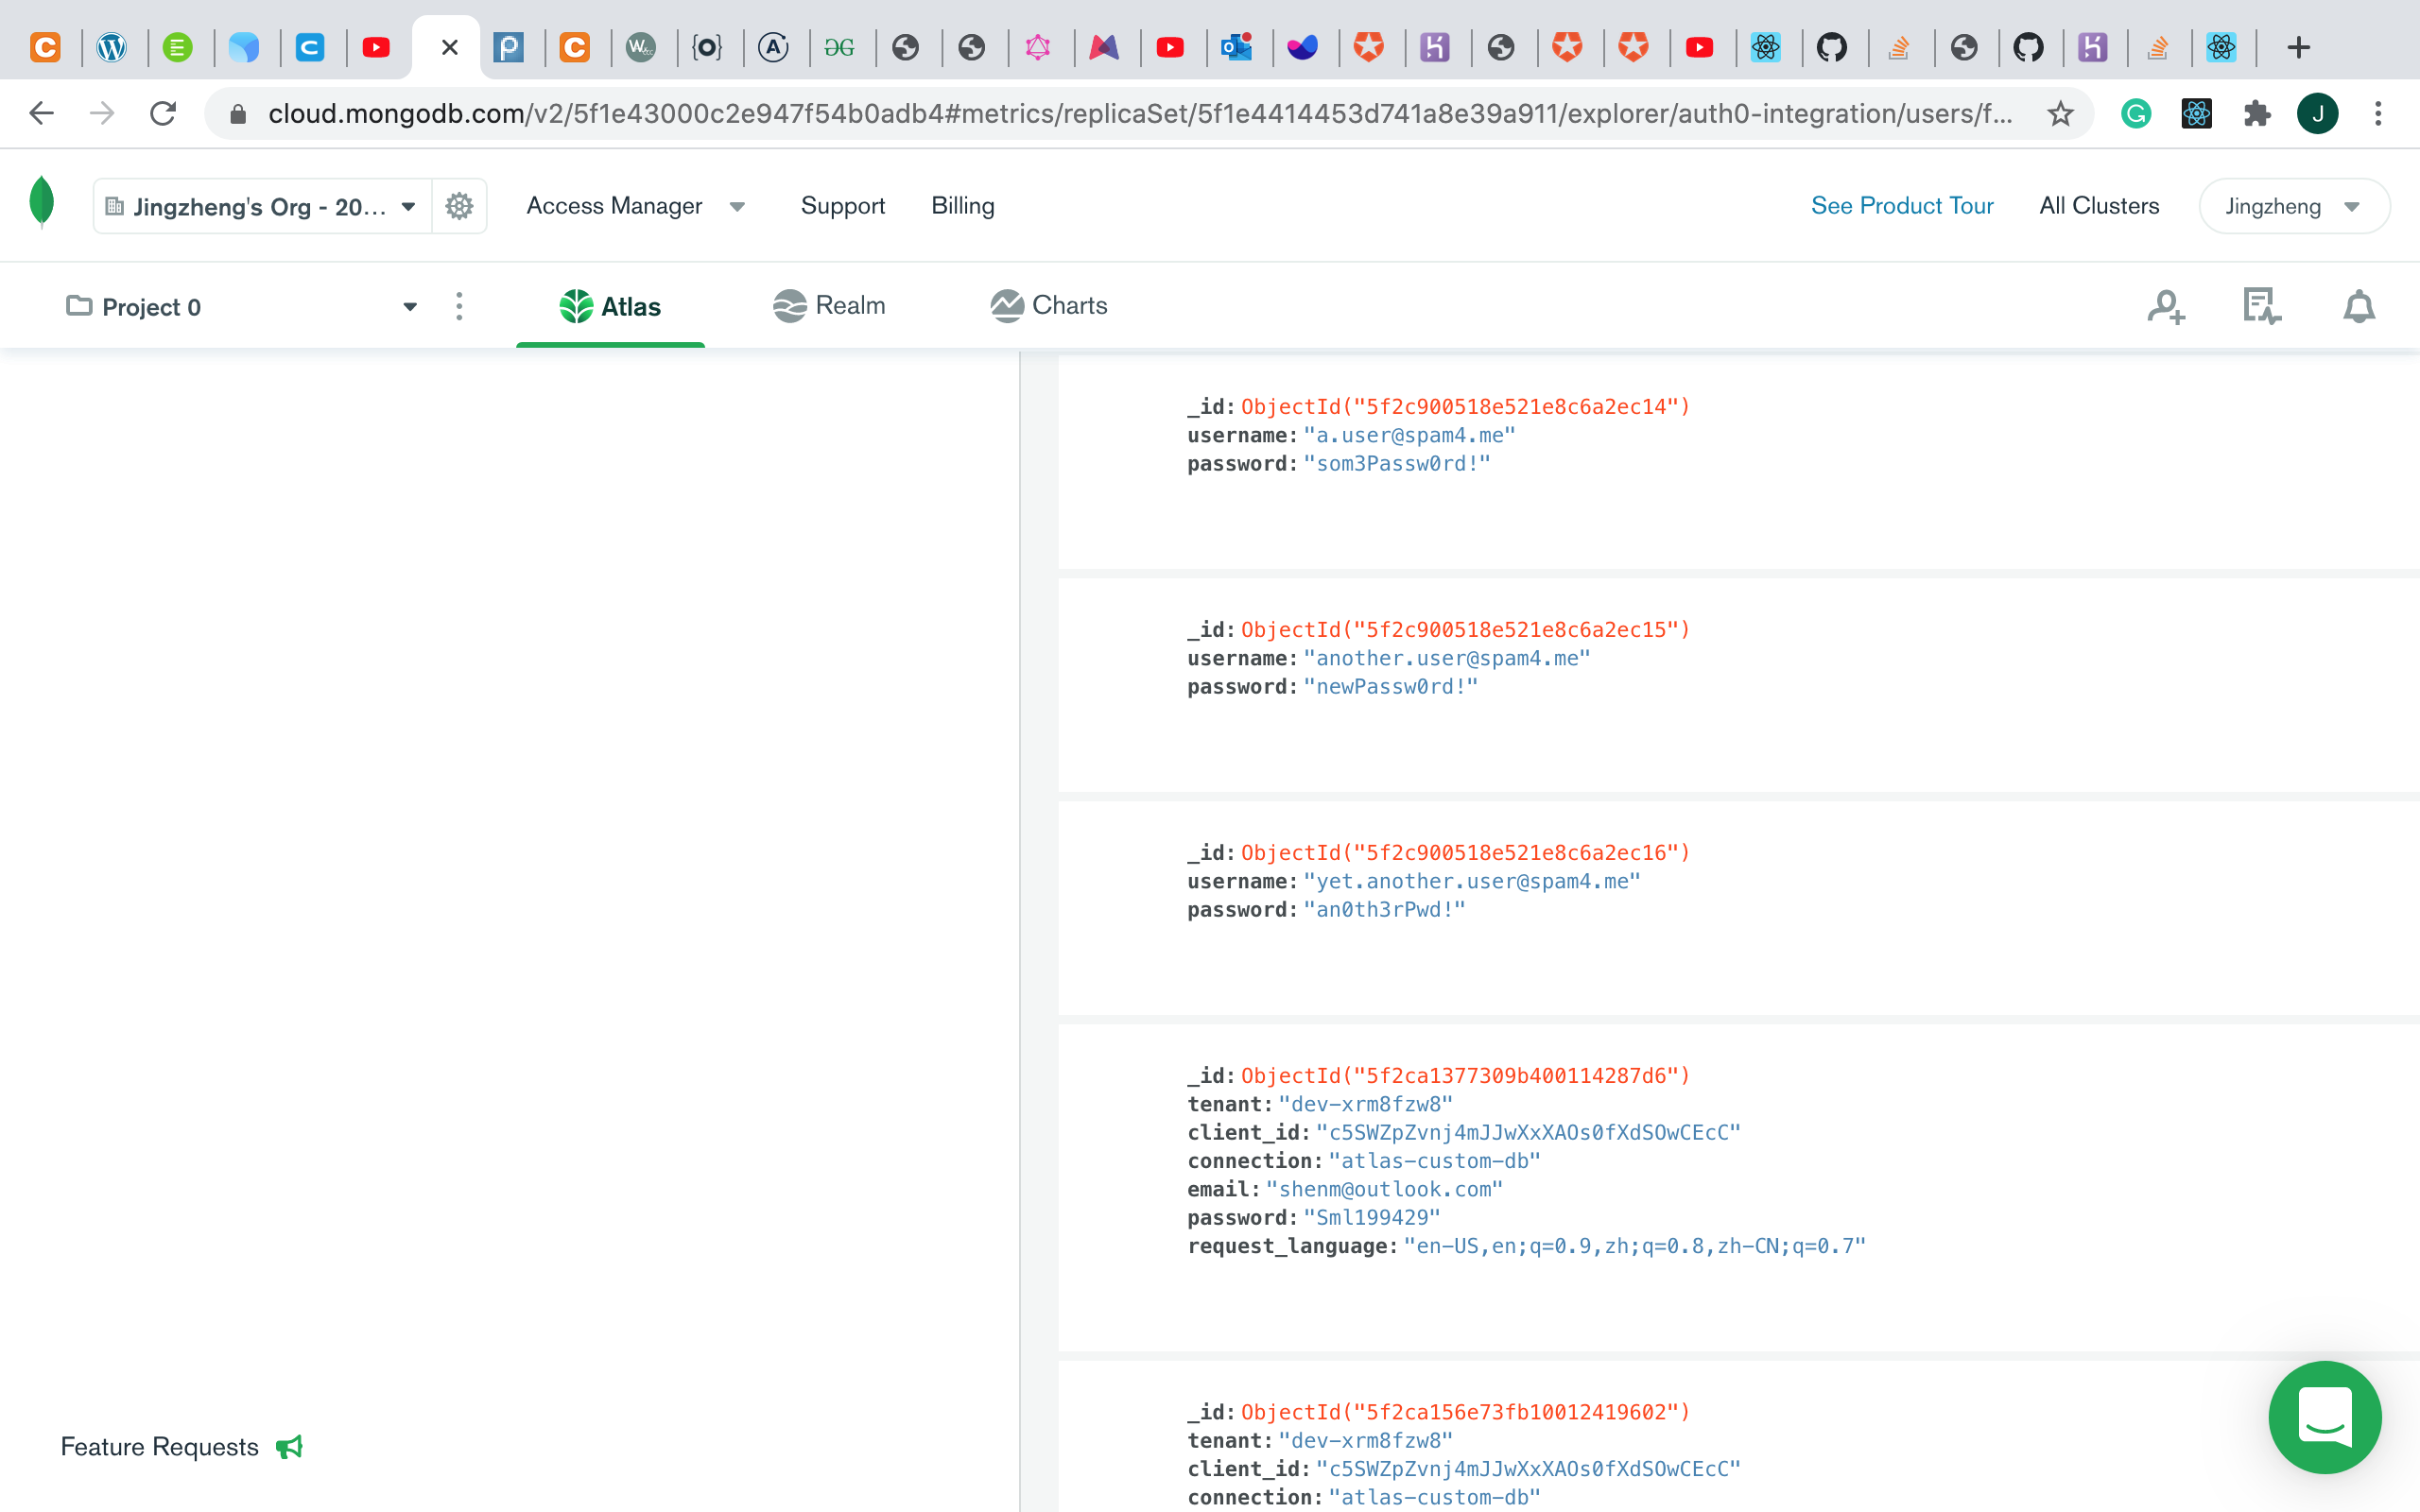 cloud.mongodb.com/v2/5f1e43000c2e947f54b0adb4#metrics/replicaSet/5f1e4414453d741a8e39a911/explorer/auth0-integration/users/f...
J
Jingzheng's Org - 20...
Access Manager
Support
Billing
See Product Tour
All Clusters
Jingzheng
Project 0
Atlas
Realm
Charts
_id: ObjectId("5f2c900518e521e8c6a2ec14")
username: "a.user@spam4.me"
password: "som3Passw0rd!"
_id: ObjectId("5f2c900518e521e8c6a2ec15")
username: "another.user@spam4.me"
password: "newPassw0rd!"
_id: ObjectId("5f2c900518e521e8c6a2ec16")
username: "yet.another.user@spam4.me"
password: "an0th3rPwd!"
_id: ObjectId("5f2ca1377309b400114287d6")
tenant: "dev-xrm8fzw8"
client_id: "c5SWZpZvnj4mJJwXxXAOs0fXdSOwCEcC"
connection: "atlas-custom-db"
email: "shenm@outlook.com"
password: "Sml199429"
request_language: "en-US,en;q=0.9,zh;q=0.8,zh-CN;q=0.7"
_id: ObjectId("5f2ca156e73fb10012419602")
tenant: "dev-xrm8fzw8"
client_id: "c5SWZpZvnj4mJJwXxXAOs0fXdSOwCEcC"
connection: "atlas-custom-db"
Feature Requests